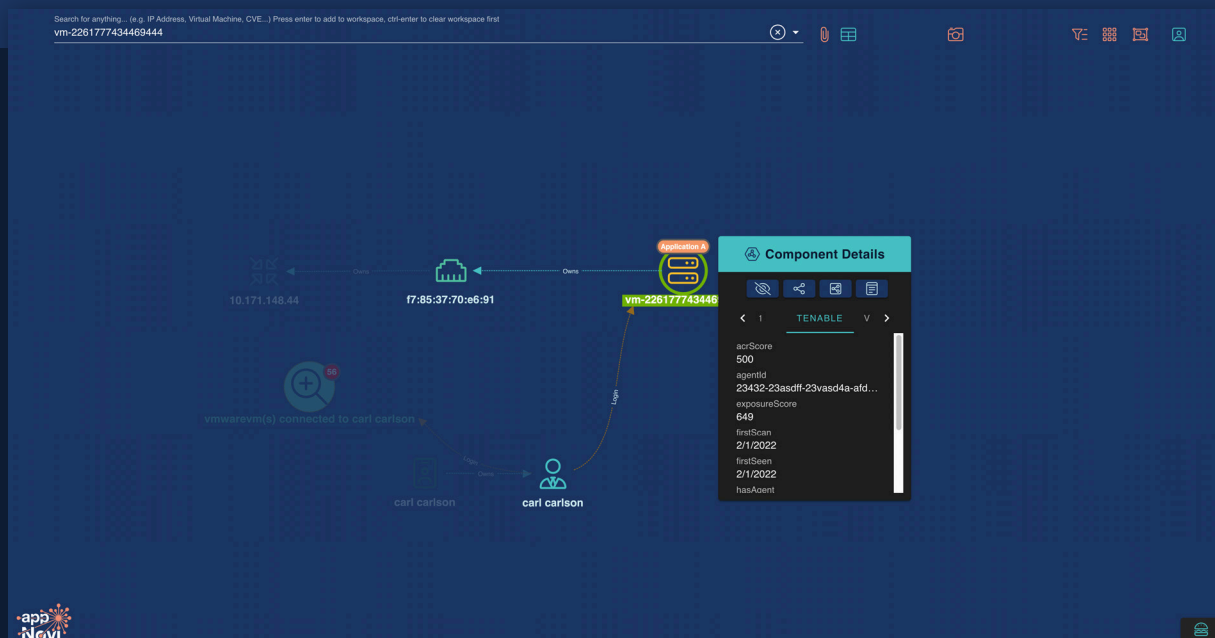 Search for anything... (e.g. IP Address, Virtual Machine, CVE...) Press enter to add to workspace, ctrl-enter to clear workspace first
vm-2261777434469444
Application A
Owns
Owns
10.171.148.44
f7:85:37:70:e6:91
vm-226177743446
56
vmwarevm(s) connected to carl carlson
Login
Login
Owns
carl carlson
carl carlson
Component Details
1
TENABLE
V
acrScore
500
agentId
23432-23asdff-23vasd4a-afd...
exposureScore
649
firstScan
2/1/2022
firstSeen
2/1/2022
hasAgent
app
Novi